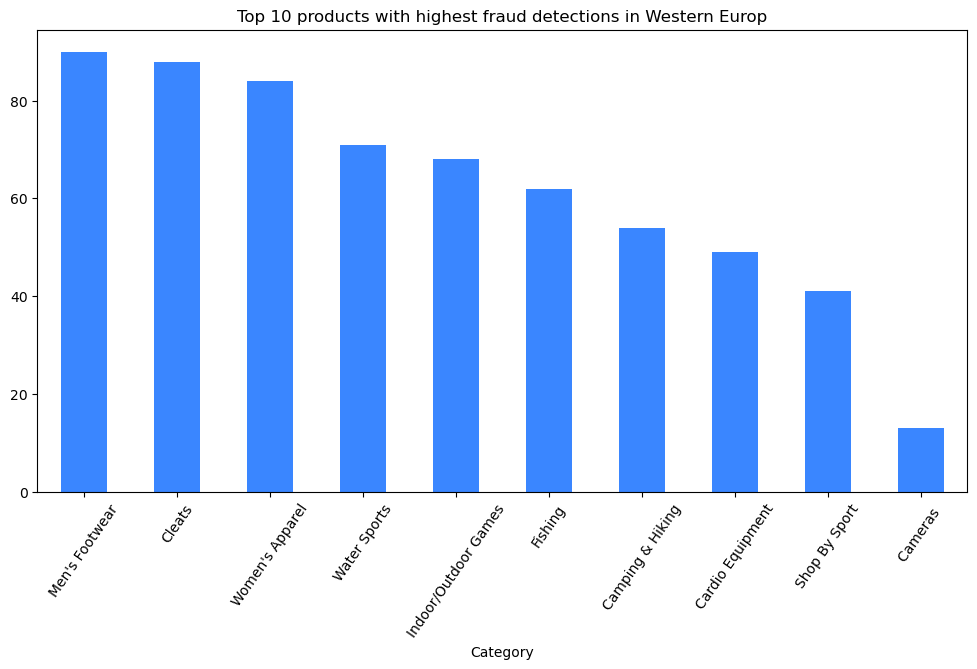 Top 10 products with highest fraud detections in Western Europ
80
60
40
20
0
Men's Footwear
Cleats
Women's Apparel
Water Sports
Indoor/Outdoor Games
Fishing
Camping & Hiking
Cardio Equipment
Shop By Sport
Cameras
Category